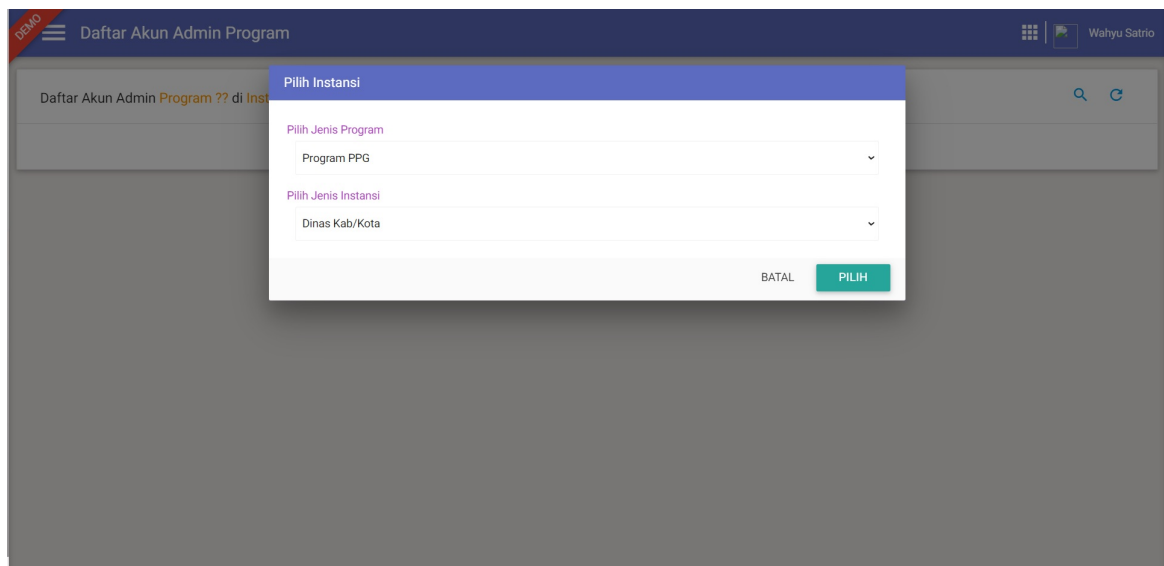 DEMO
Daftar Akun Admin Program
Wahyu Satrio
Pilih Instansi
Daftar Akun Admin Program ?? di Inst
Pilih Jenis Program
Program PPG
Pilih Jenis Instansi
Dinas Kab/Kota
BATAL
PILIH